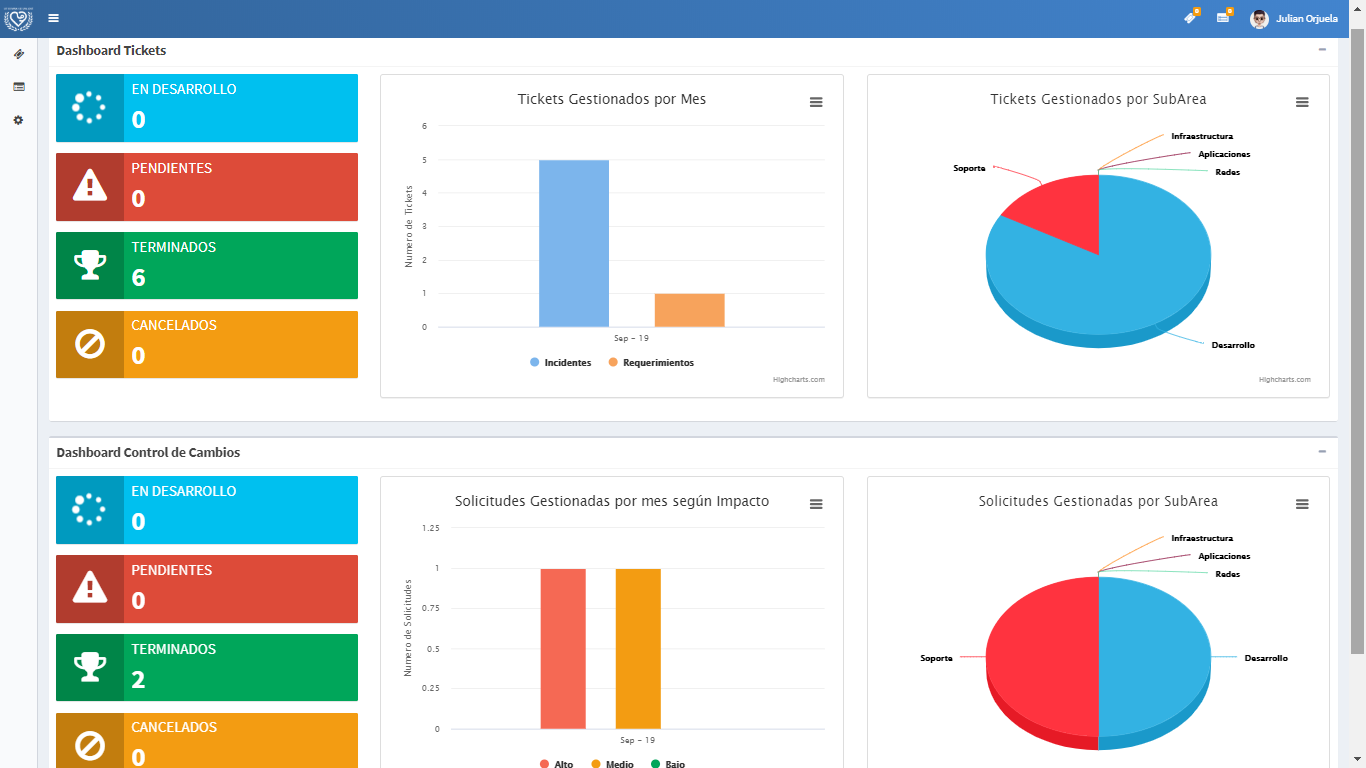 0
0
Julian Orjuela
Dashboard Tickets
EN DESARROLLO
0
PENDIENTES
0
TERMINADOS
6
CANCELADOS
0
Tickets Gestionados por Mes
Numero de Tickets
6
5
4
3
2
1
0
Sep - 19
Incidentes
Requerimientos
Highcharts.com
Tickets Gestionados por SubArea
Infraestructura
Aplicaciones
Redes
Soporte
Desarrollo
Highcharts.com
Dashboard Control de Cambios
EN DESARROLLO
0
PENDIENTES
0
TERMINADOS
2
CANCELADOS
0
Solicitudes Gestionadas por mes según Impacto
Numero de Solicitudes
1.25
1
0.75
0.5
0.25
0
Sep - 19
Alto
Medio
Bajo
Solicitudes Gestionadas por SubArea
Infraestructura
Aplicaciones
Redes
Soporte
Desarrollo